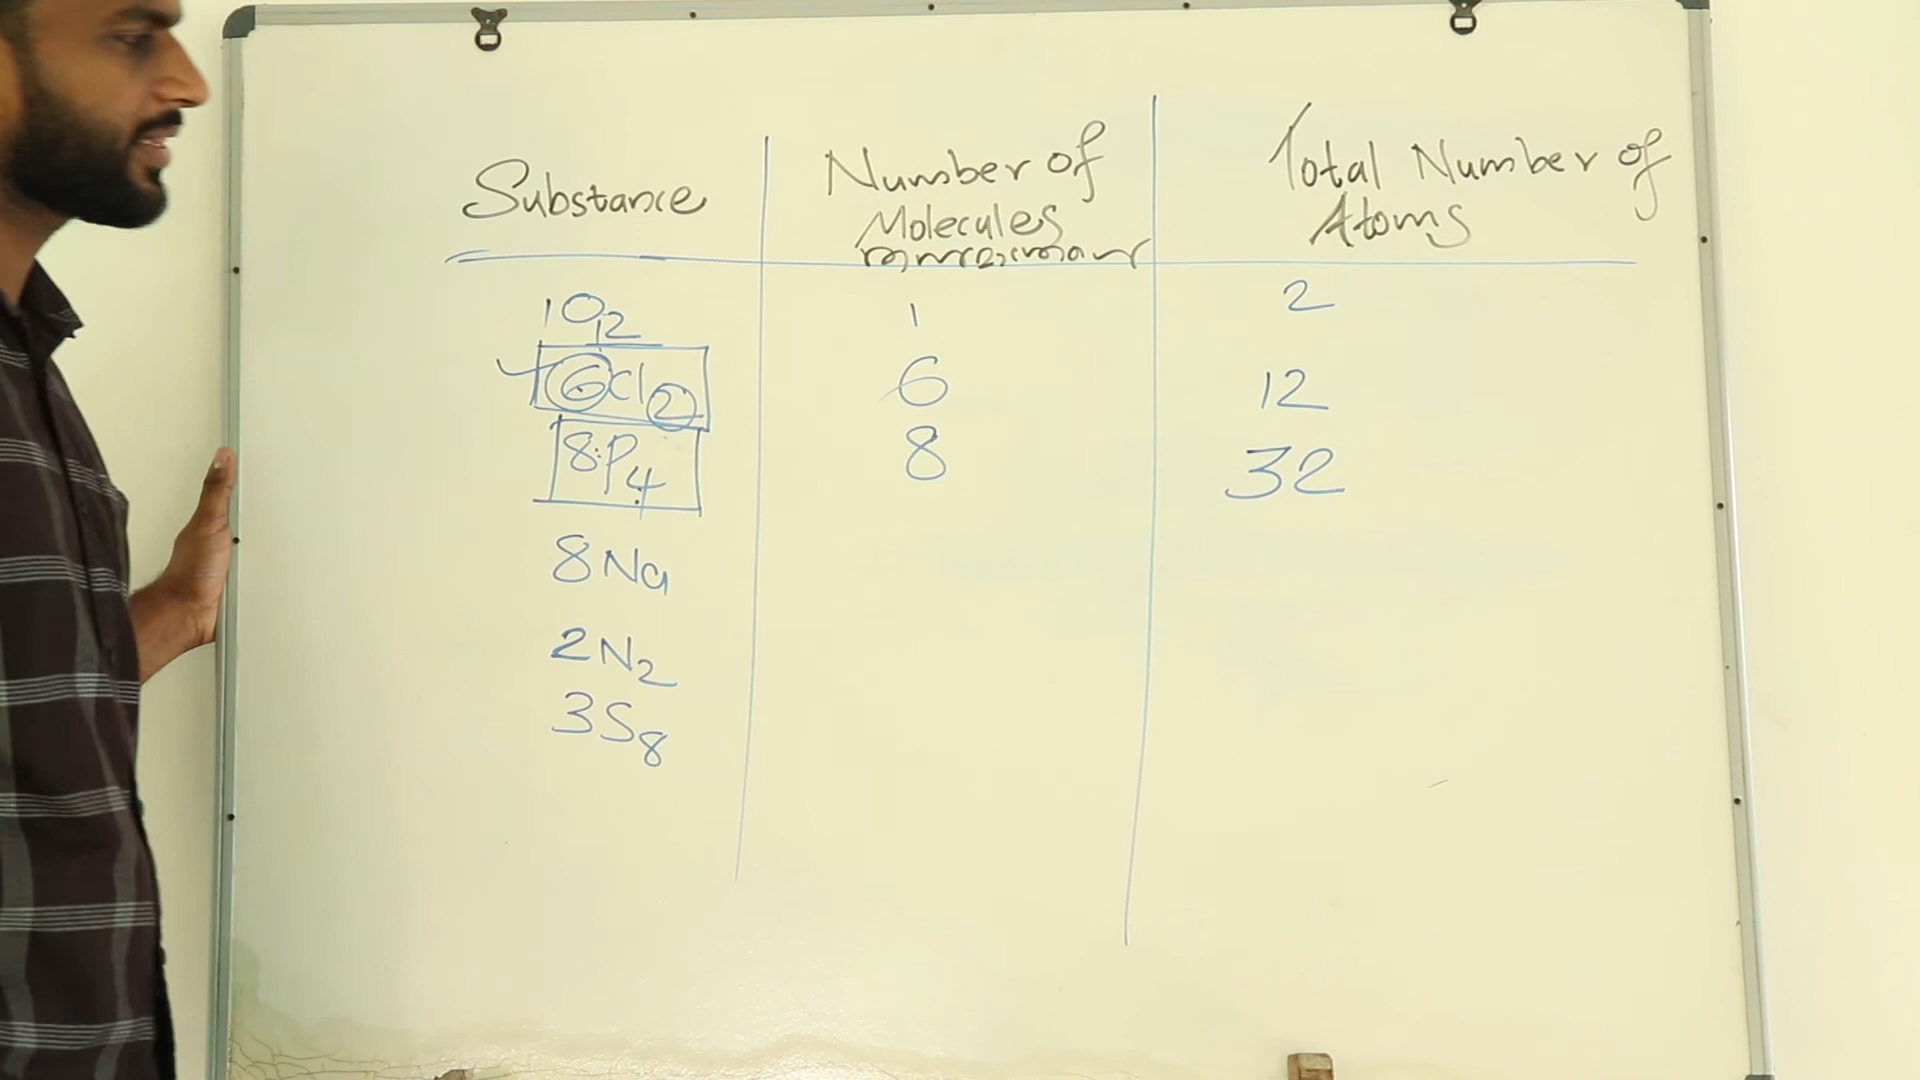 Substance Number of Molecules Total Number of Atoms
1O2 1 2
6Cl2 6 12
8P4 8 32
8Na
2N2
3S8